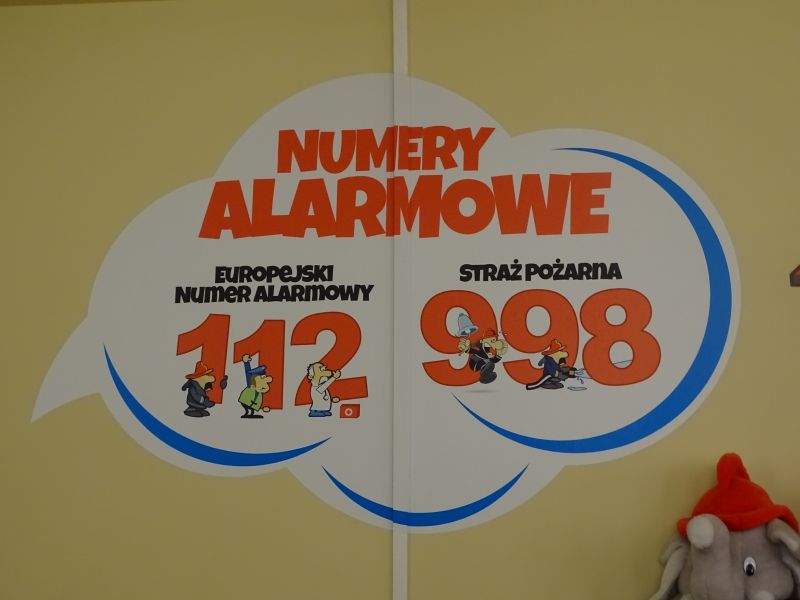 NUMERY
ALARMOWE
EUROPEJSKI
NUMER ALARMOWY
112
STRAŻ POŻARNA
998